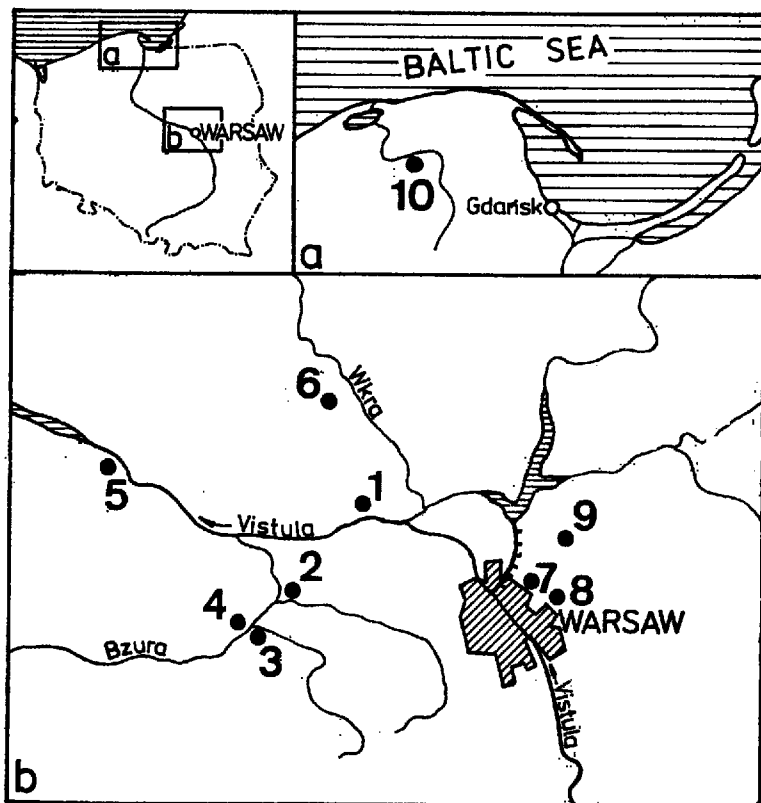 a
b
WARSAW
BALTIC SEA
10
Gdańsk
a
6
Wkra
5
1
Vistula
9
2
7
8
4
WARSAW
3
Bzura
Vistula
b